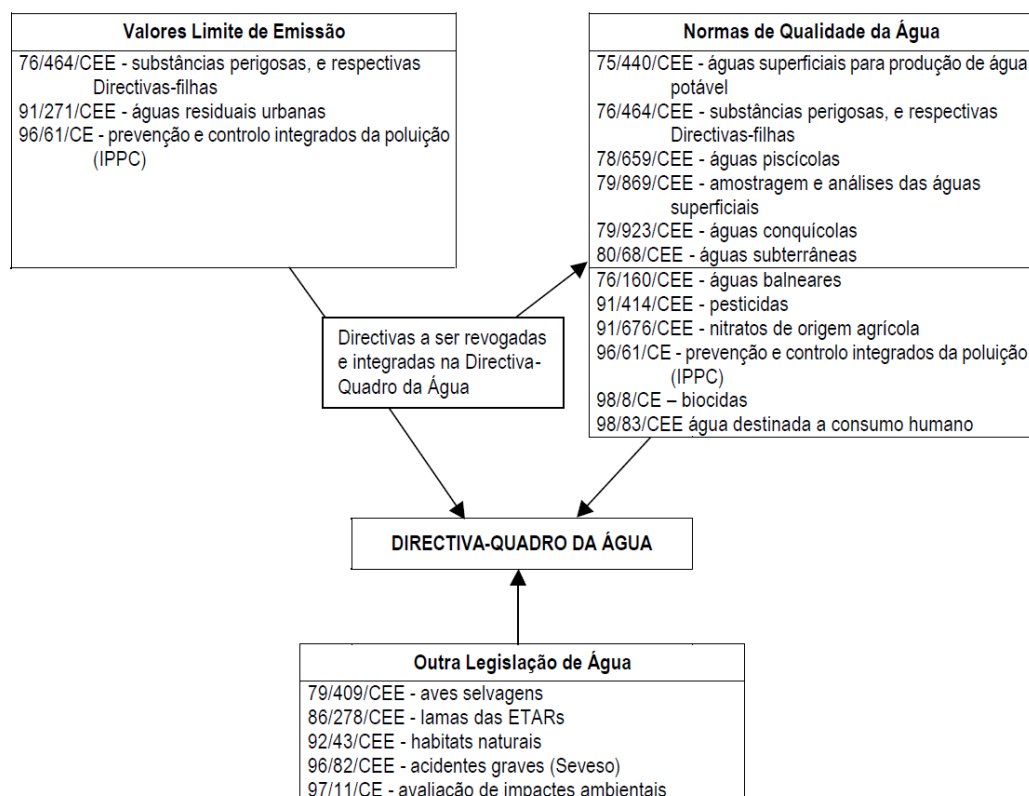 Valores Limite de Emissão
76/464/CEE - substâncias perigosas, e respectivas
Directivas-filhas
91/271/CEE - águas residuais urbanas
96/61/CE - prevenção e controlo integrados da poluição
(IPPC)
Normas de Qualidade da Água
75/440/CEE - águas superficiais para produção de água
potável
76/464/CEE - substâncias perigosas, e respectivas
Directivas-filhas
78/659/CEE - águas piscícolas
79/869/CEE - amostragem e análises das águas
superficiais
79/923/CEE - águas conquícolas
80/68/CEE - águas subterrâneas
76/160/CEE - águas balneares
91/414/CEE - pesticidas
91/676/CEE - nitratos de origem agrícola
96/61/CE - prevenção e controlo integrados da poluição
(IPPC)
98/8/CE – biocidas
98/83/CEE água destinada a consumo humano
Directivas a ser revogadas
e integradas na Directiva-
Quadro da Água
DIRECTIVA-QUADRO DA ÁGUA
Outra Legislação de Água
79/409/CEE - aves selvagens
86/278/CEE - lamas das ETARs
92/43/CEE - habitats naturais
96/82/CEE - acidentes graves (Seveso)
97/11/CE - avaliação de impactes ambientais